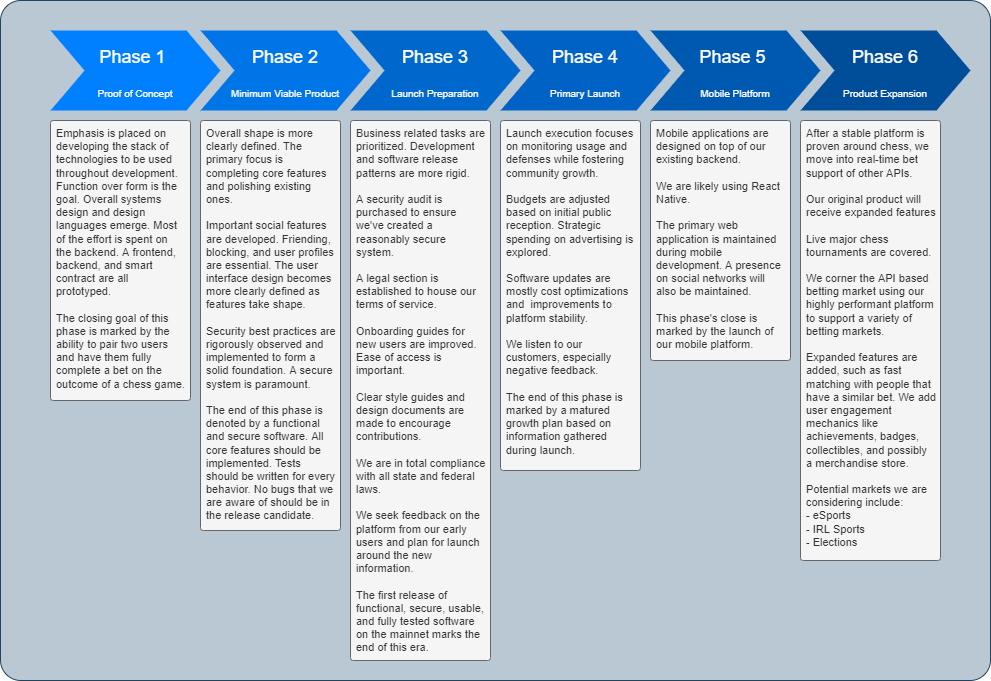 Phase 1
Proof of Concept
Phase 2
Minimum Viable Product
Phase 3
Launch Preparation
Phase 4
Primary Launch
Phase 5
Mobile Platform
Phase 6
Product Expansion
Emphasis is placed on
developing the stack of
technologies to be used
throughout development.
Function over form is the
goal. Overall systems
design and design
languages emerge. Most
of the effort is spent on
the backend. A frontend,
backend, and smart
contract are all
prototyped.
The closing goal of this
phase is marked by the
ability to pair two users
and have them fully
complete a bet on the
outcome of a chess game.
Overall shape is more
clearly defined. The
primary focus is
completing core features
and polishing existing
ones.
Important social features
are developed. Friending,
blocking, and user profiles
are essential. The user
interface design becomes
more clearly defined as
features take shape.
Security best practices are
rigorously observed and
implemented to form a
solid foundation. A secure
system is paramount.
The end of this phase is
denoted by a functional
and secure software. All
core features should be
implemented. Tests
should be written for every
behavior. No bugs that we
are aware of should be in
the release candidate.
Business related tasks are
prioritized. Development
and software release
patterns are more rigid.
A security audit is
purchased to ensure
we've created a
reasonably secure
system.
A legal section is
established to house our
terms of service.
Onboarding guides for
new users are improved.
Ease of access is
important.
Clear style guides and
design documents are
made to encourage
contributions.
We are in total compliance
with all state and federal
laws.
We seek feedback on the
platform from our early
users and plan for launch
around the new
information.
The first release of
functional, secure, usable,
and fully tested software
on the mainnet marks the
end of this era.
Launch execution focuses
on monitoring usage and
defenses while fostering
community growth.
Budgets are adjusted
based on initial public
reception. Strategic
spending on advertising is
explored.
Software updates are
mostly cost optimizations
and improvements to
platform stability.
We listen to our
customers, especially
negative feedback.
The end of this phase is
marked by a matured
growth plan based on
information gathered
during launch.
Mobile applications are
designed on top of our
existing backend.
We are likely using React
Native.
The primary web
application is maintained
during mobile
development. A presence
on social networks will
also be maintained.
This phase's close is
marked by the launch of
our mobile platform.
After a stable platform is
proven around chess, we
move into real-time bet
support of other APIs.
Our original product will
receive expanded features
Live major chess
tournaments are covered.
We corner the API based
betting market using our
highly performant platform
to support a variety of
betting markets.
Expanded features are
added, such as fast
matching with people that
have a similar bet. We add
user engagement
mechanics like
achievements, badges,
collectibles, and possibly
a merchandise store.
Potential markets we are
considering include:
- eSports
- IRL Sports
- Elections